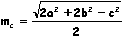 m_c = √(2a² + 2b² − c²) / 2